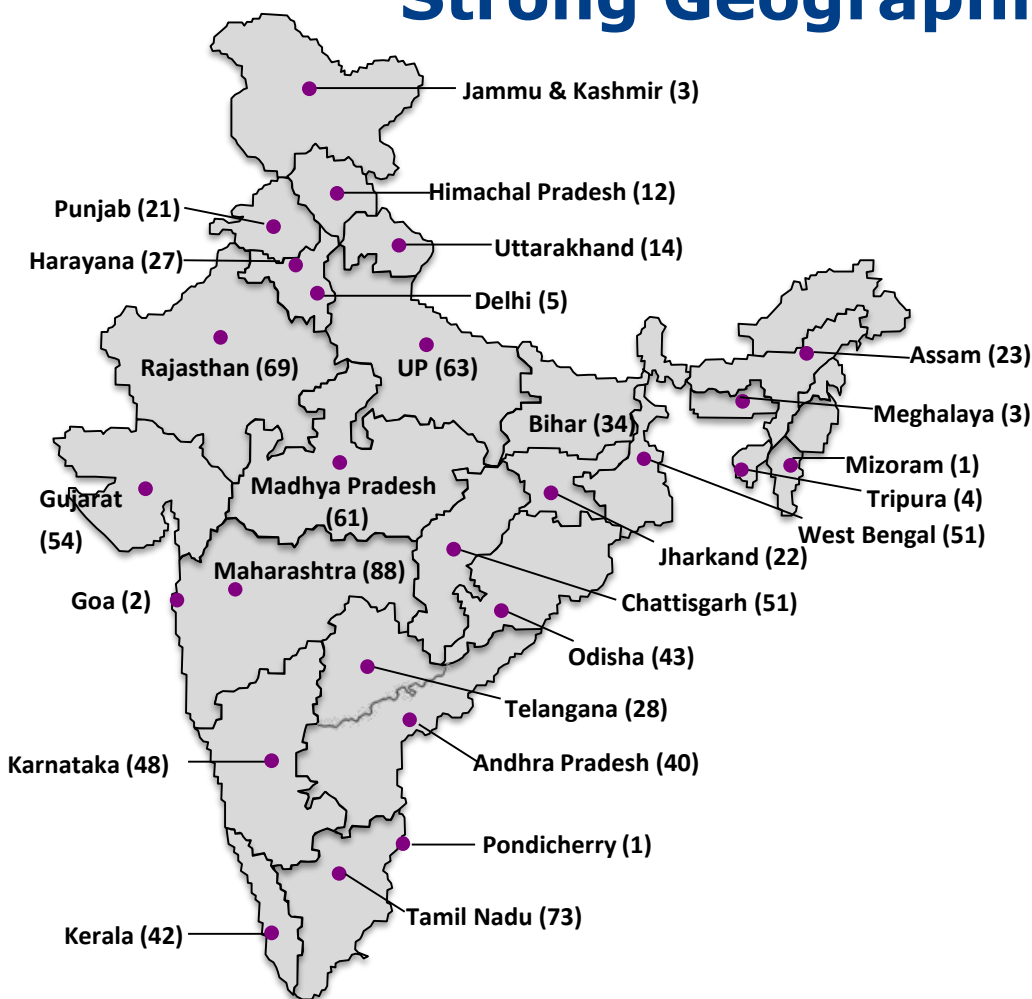 Strong Geographi
Jammu & Kashmir (3)
Himachal Pradesh (12)
Punjab (21)
Uttarakhand (14)
Harayana (27)
Delhi (5)
Assam (23)
Rajasthan (69)
UP (63)
Meghalaya (3)
Bihar (34)
Mizoram (1)
Madhya Pradesh
(61)
Gujarat
(54)
Tripura (4)
West Bengal (51)
Jharkand (22)
Maharashtra (88)
Goa (2)
Chattisgarh (51)
Odisha (43)
Telangana (28)
Karnataka (48)
Andhra Pradesh (40)
Pondicherry (1)
Tamil Nadu (73)
Kerala (42)